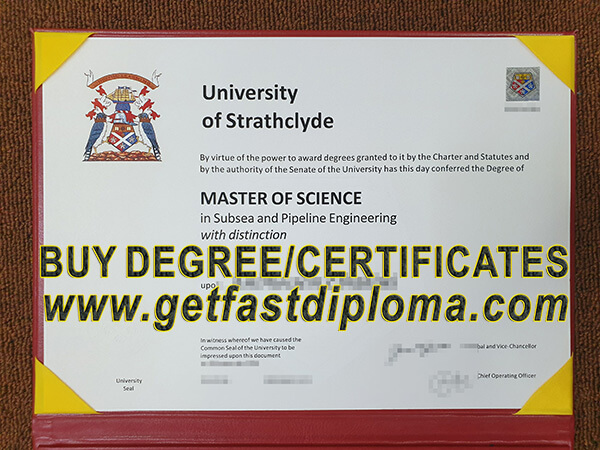 University
of Strathclyde
By virtue of the power to award degrees granted to it by the Charter and Statutes and
by the authority of the Senate of the University has this day conferred the Degree of
MASTER OF SCIENCE
in Subsea and Pipeline Engineering
with distinction
BUY DEGREE/CERTIFICATES
upo
www.getfastdiploma.com
In witness whereof we have caused the
Common Seal of the University to be
impressed upon this document
pal and Vice-Chancellor
University
Seal
Chief Operating Officer